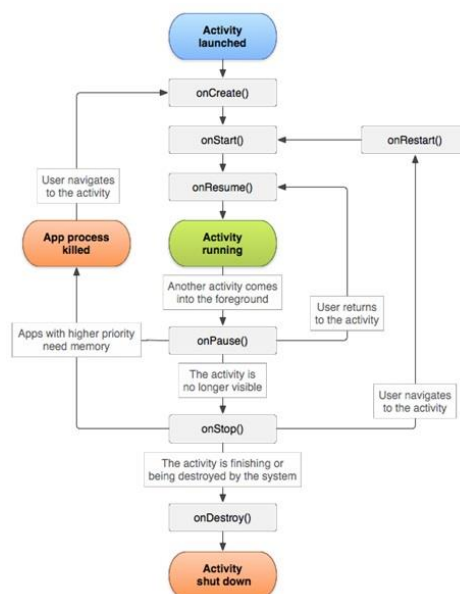 Activity
launched
onCreate()
onStart()
onRestart()
User navigates
to the activity
onResume()
App process
killed
Activity
running
Another activity comes
into the foreground
User returns
to the activity
Apps with higher priority
need memory
onPause()
The activity is
no longer visible
User navigates
to the activity
onStop()
The activity is finishing or
being destroyed by the system
onDestroy()
Activity
shut down